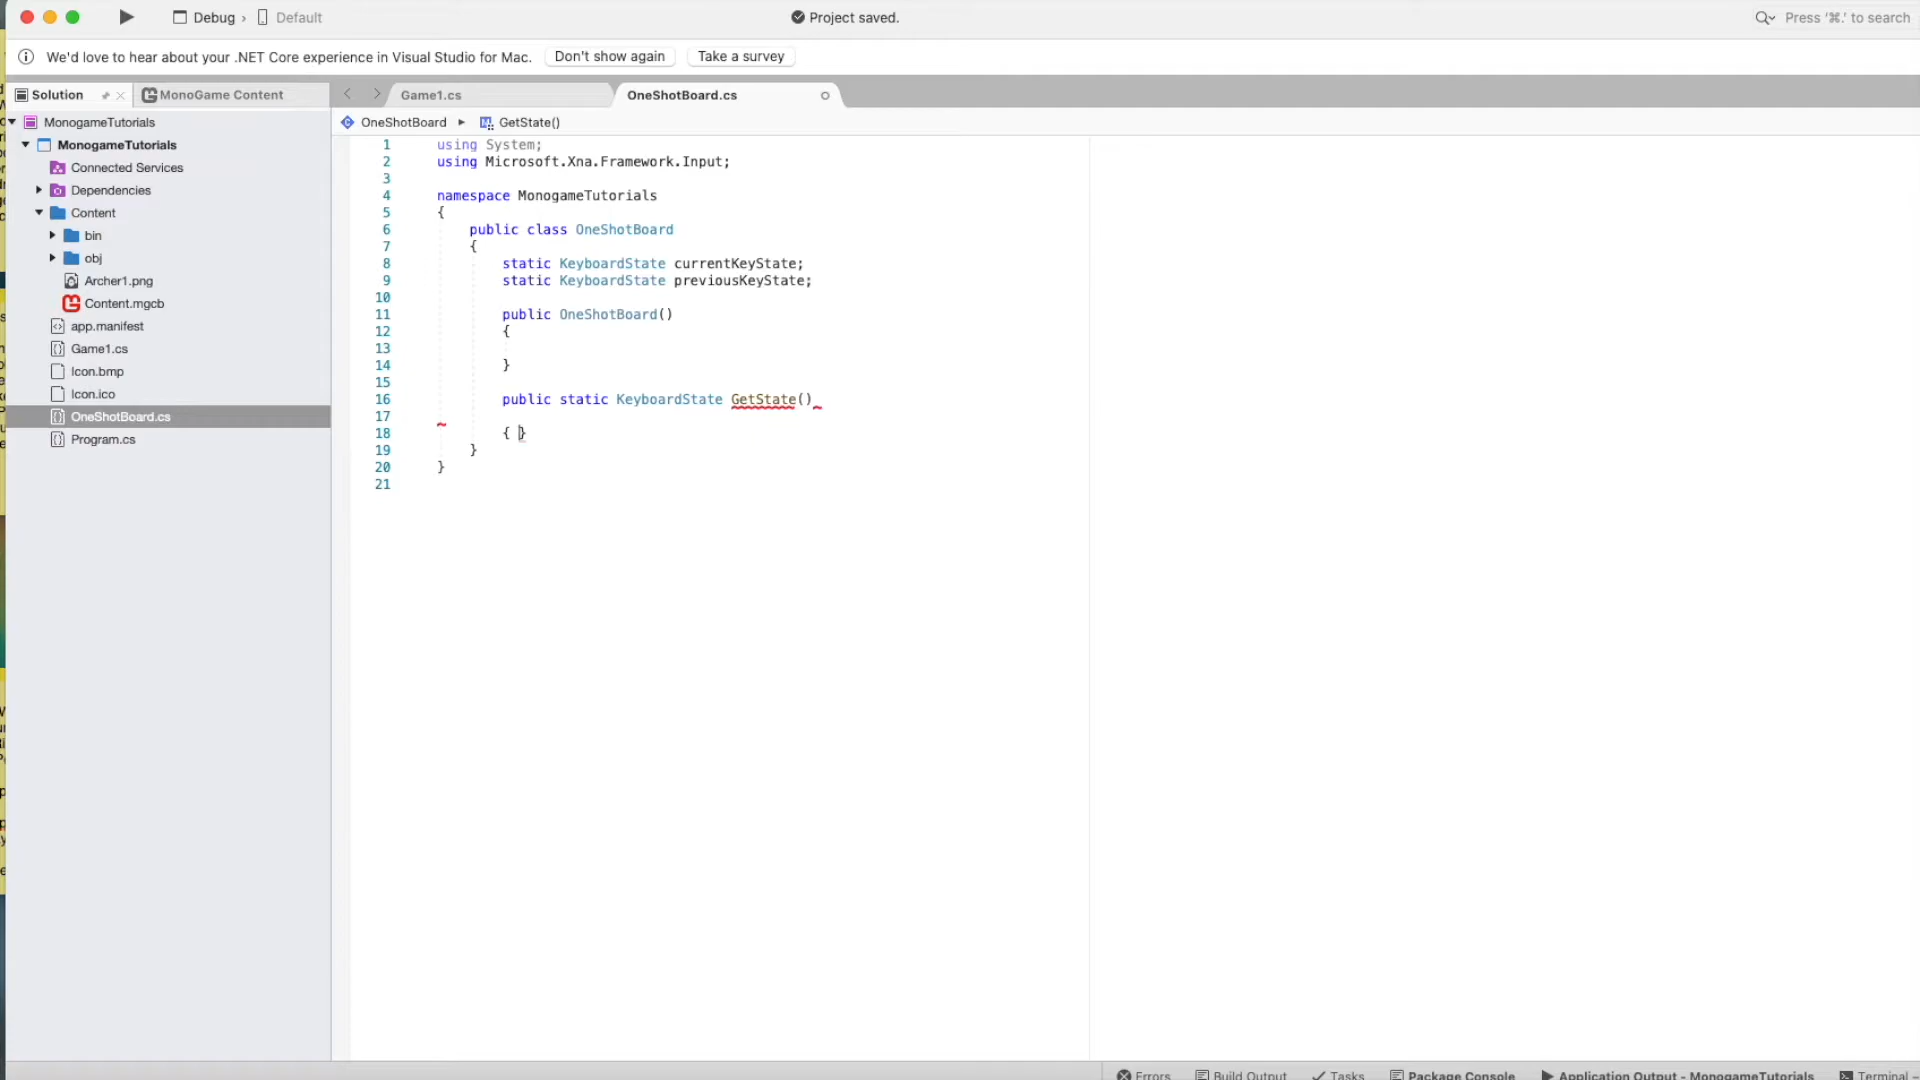 Debug › Default
Project saved.
Press '⌘.' to search
We'd love to hear about your .NET Core experience in Visual Studio for Mac.
Don't show again
Take a survey
Solution
MonoGame Content
Game1.cs
OneShotBoard.cs
MonogameTutorials
MonogameTutorials
Connected Services
Dependencies
Content
bin
obj
Archer1.png
Content.mgcb
app.manifest
Game1.cs
Icon.bmp
Icon.ico
OneShotBoard.cs
Program.cs
OneShotBoard ▸ GetState()
1 using System;
2 using Microsoft.Xna.Framework.Input;
3
4 namespace MonogameTutorials
5 {
6 public class OneShotBoard
7 {
8 static KeyboardState currentKeyState;
9 static KeyboardState previousKeyState;
10
11 public OneShotBoard()
12 {
13
14 }
15
16 public static KeyboardState GetState()
17
18 { }
19 }
20 }
21
Errors
Build Output
Tasks
Package Console
Application Output - MonogameTutorials
Terminal